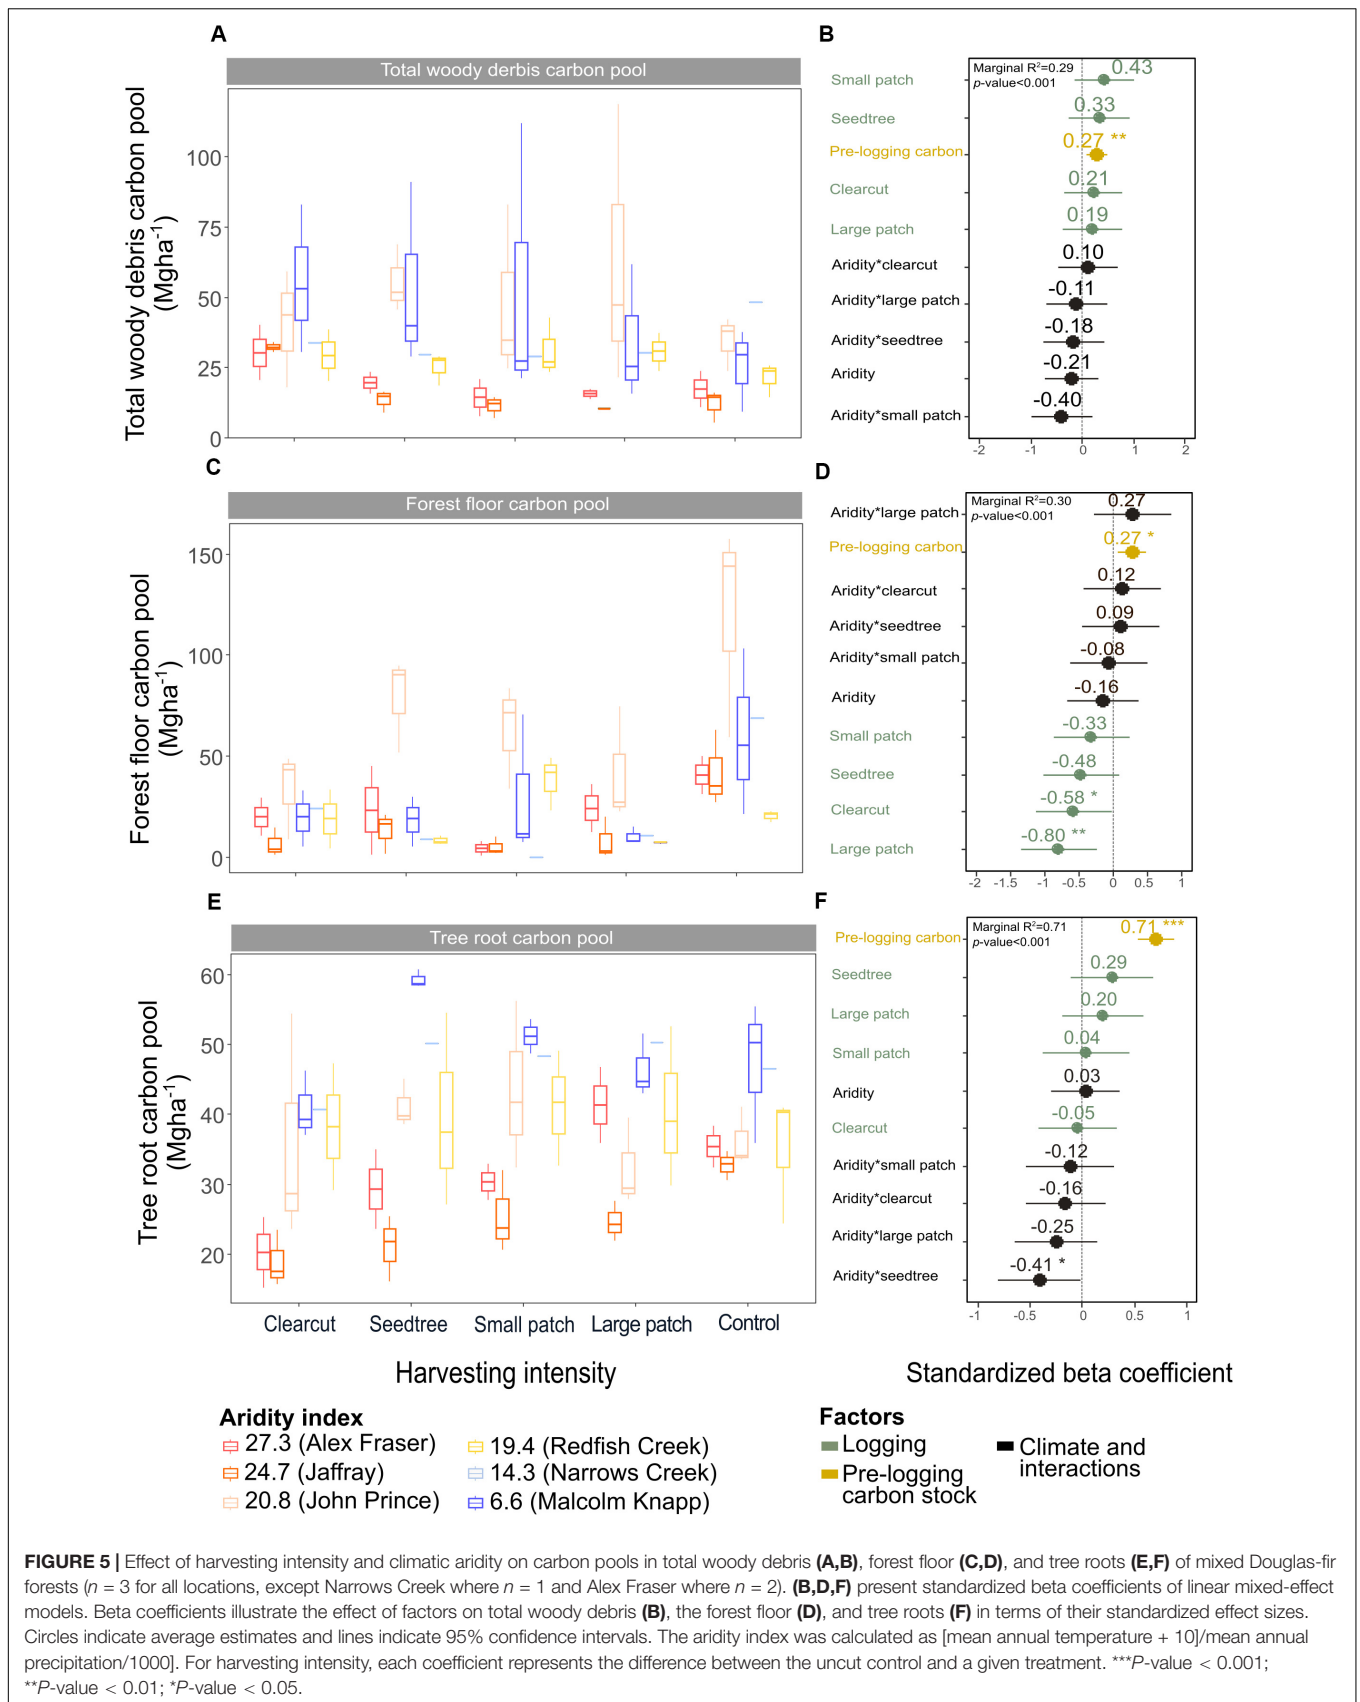 A
Total woody derbis carbon pool
Total woody debris carbon pool
(Mgha-1)
100
75
50
25
0
B
Marginal R2=0.29
p-value<0.001
Small patch
0.43
Seedtree
0.33
Pre-logging carbon
0.27 **
Clearcut
0.21
Large patch
0.19
Aridity*clearcut
0.10
Aridity*large patch
-0.11
Aridity*seedtree
-0.18
Aridity
-0.21
Aridity*small patch
-0.40
-2 -1 0 1 2
C
Forest floor carbon pool
Forest floor carbon pool
(Mgha-1)
150
100
50
0
D
Marginal R2=0.30
p-value<0.001
Aridity*large patch
0.27
Pre-logging carbon
0.27 *
Aridity*clearcut
0.12
Aridity*seedtree
0.09
Aridity*small patch
-0.08
Aridity
-0.16
Small patch
-0.33
Seedtree
-0.48
Clearcut
-0.58 *
Large patch
-0.80 **
-2 -1.5 -1 -0.5 0 0.5 1
E
Tree root carbon pool
Tree root carbon pool
(Mgha-1)
60
50
40
30
20
Clearcut Seedtree Small patch Large patch Control
Harvesting intensity
F
Marginal R2=0.71
p-value<0.001
Pre-logging carbon
0.71 ***
Seedtree
0.29
Large patch
0.20
Small patch
0.04
Aridity
0.03
Clearcut
-0.05
Aridity*small patch
-0.12
Aridity*clearcut
-0.16
Aridity*large patch
-0.25
Aridity*seedtree
-0.41 *
-1 -0.5 0 0.5 1
Standardized beta coefficient
Aridity index
27.3 (Alex Fraser)
24.7 (Jaffray)
20.8 (John Prince)
19.4 (Redfish Creek)
14.3 (Narrows Creek)
6.6 (Malcolm Knapp)
Factors
Logging
Pre-logging
carbon stock
Climate and
interactions
FIGURE 5 | Effect of harvesting intensity and climatic aridity on carbon pools in total woody debris (A,B), forest floor (C,D), and tree roots (E,F) of mixed Douglas-fir
forests (n = 3 for all locations, except Narrows Creek where n = 1 and Alex Fraser where n = 2). (B,D,F) present standardized beta coefficients of linear mixed-effect
models. Beta coefficients illustrate the effect of factors on total woody debris (B), the forest floor (D), and tree roots (F) in terms of their standardized effect sizes.
Circles indicate average estimates and lines indicate 95% confidence intervals. The aridity index was calculated as [mean annual temperature + 10]/mean annual
precipitation/1000]. For harvesting intensity, each coefficient represents the difference between the uncut control and a given treatment. ***P-value < 0.001;
**P-value < 0.01; *P-value < 0.05.